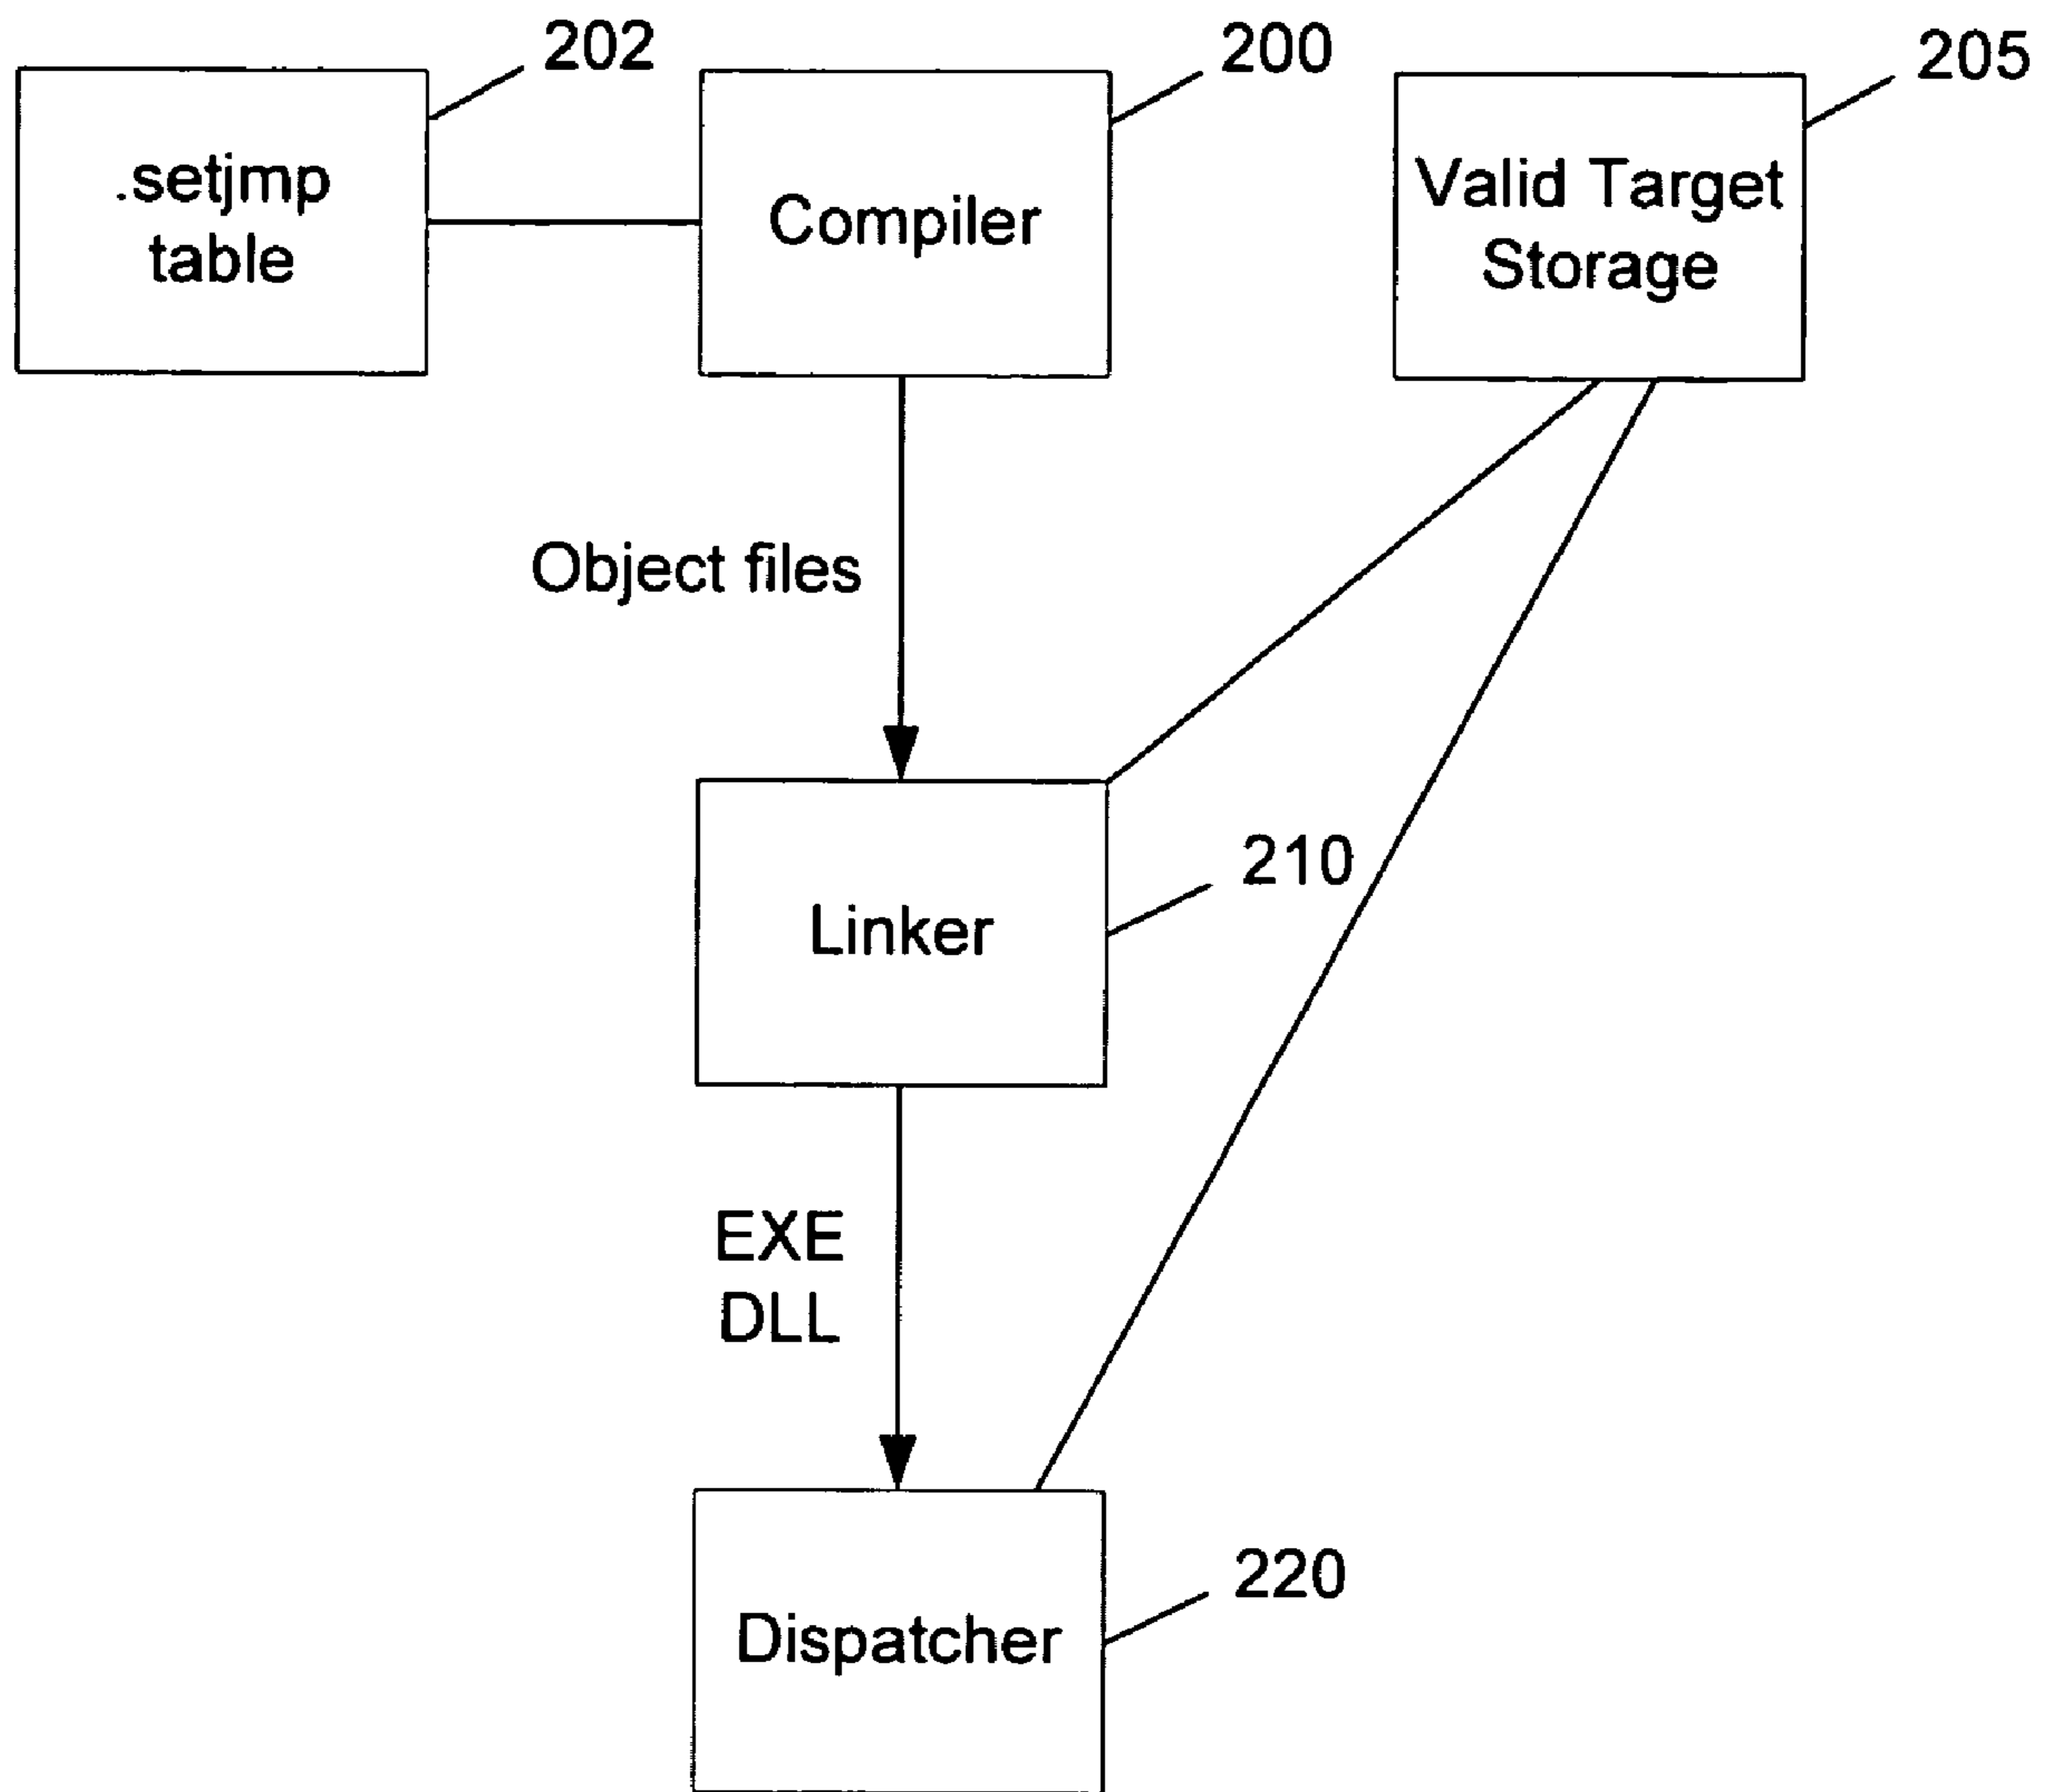 202
200
205
.setjmp
table
Compiler
Valid Target
Storage
Object files
210
Linker
EXE
DLL
220
Dispatcher